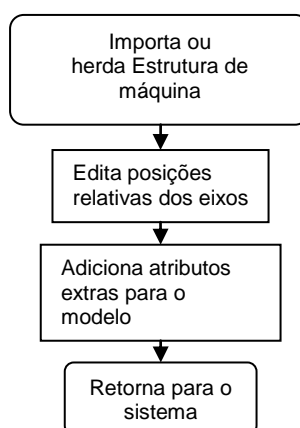 Importa ou
herda Estrutura de
máquina
Edita posições
relativas dos eixos
Adiciona atributos
extras para o
modelo
Retorna para o
sistema